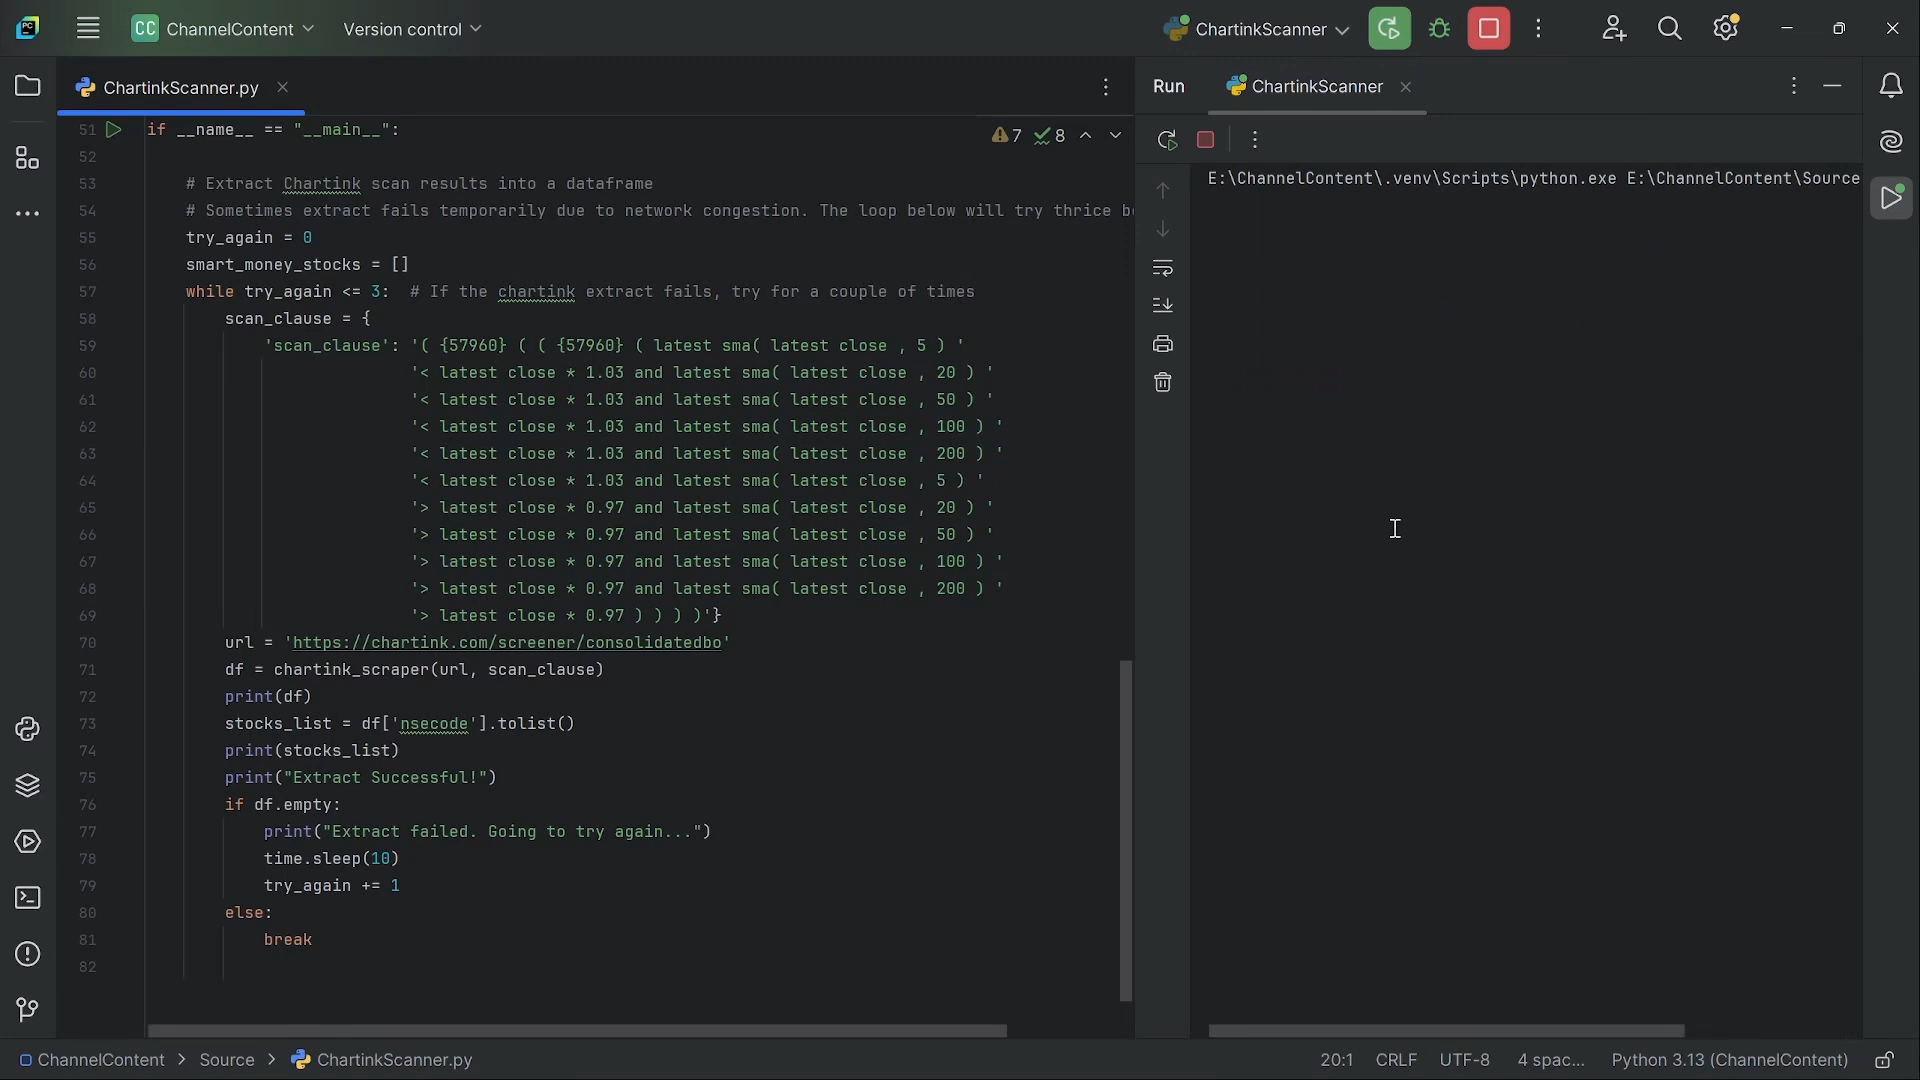 CC ChannelContent Version control ChartinkScanner
ChartinkScanner.py
Run ChartinkScanner
7 8
51 if __name__ == "__main__":
52
53 # Extract Chartink scan results into a dataframe
54 # Sometimes extract fails temporarily due to network congestion. The loop below will try thrice b
55 try_again = 0
56 smart_money_stocks = []
57 while try_again <= 3: # If the chartink extract fails, try for a couple of times
58 scan_clause = {
59 'scan_clause': '( {57960} ( ( {57960} ( latest sma( latest close , 5 ) '
60 '< latest close * 1.03 and latest sma( latest close , 20 ) '
61 '< latest close * 1.03 and latest sma( latest close , 50 ) '
62 '< latest close * 1.03 and latest sma( latest close , 100 ) '
63 '< latest close * 1.03 and latest sma( latest close , 200 ) '
64 '< latest close * 1.03 and latest sma( latest close , 5 ) '
65 '> latest close * 0.97 and latest sma( latest close , 20 ) '
66 '> latest close * 0.97 and latest sma( latest close , 50 ) '
67 '> latest close * 0.97 and latest sma( latest close , 100 ) '
68 '> latest close * 0.97 and latest sma( latest close , 200 ) '
69 '> latest close * 0.97 ) ) ) )'}
70 url = 'https://chartink.com/screener/consolidatedbo'
71 df = chartink_scraper(url, scan_clause)
72 print(df)
73 stocks_list = df['nsecode'].tolist()
74 print(stocks_list)
75 print("Extract Successful!")
76 if df.empty:
77 print("Extract failed. Going to try again...")
78 time.sleep(10)
79 try_again += 1
80 else:
81 break
82
E:\ChannelContent\.venv\Scripts\python.exe E:\ChannelContent\Source
ChannelContent > Source > ChartinkScanner.py
20:1 CRLF UTF-8 4 spac... Python 3.13 (ChannelContent)